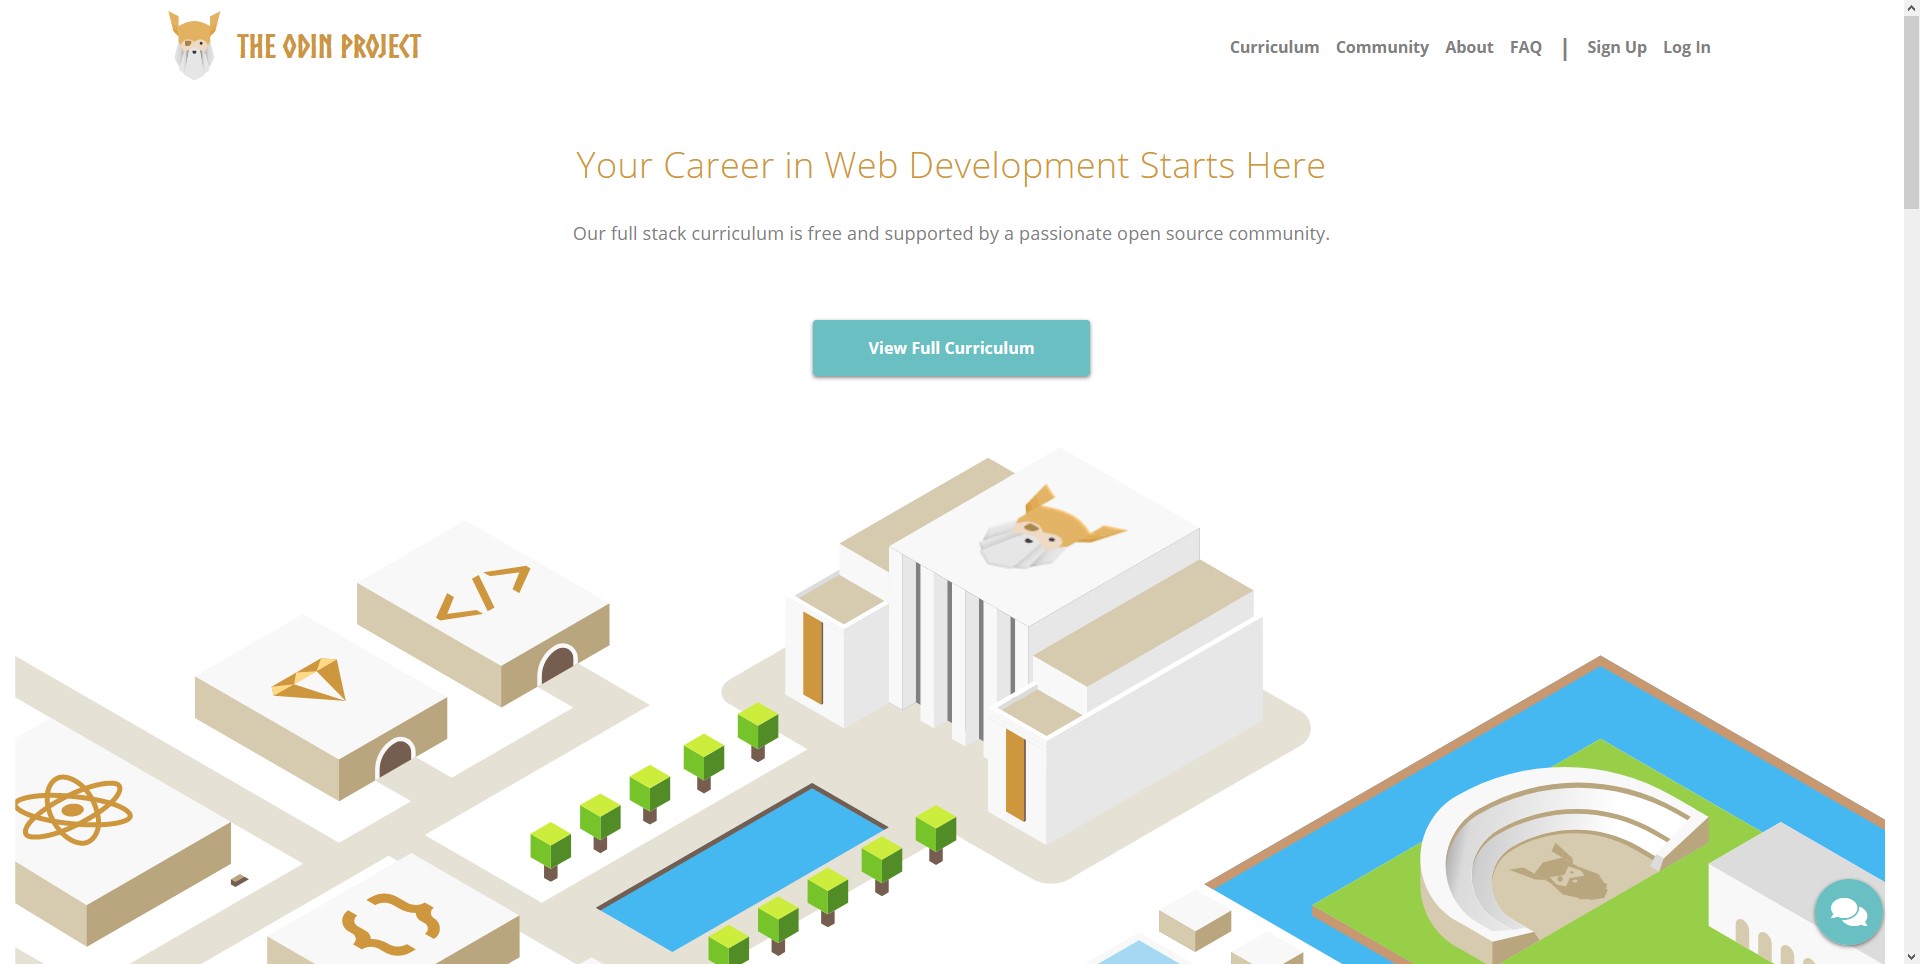 THE ODIN PROJECT
Curriculum Community About FAQ | Sign Up Log In
Your Career in Web Development Starts Here
Our full stack curriculum is free and supported by a passionate open source community.
View Full Curriculum